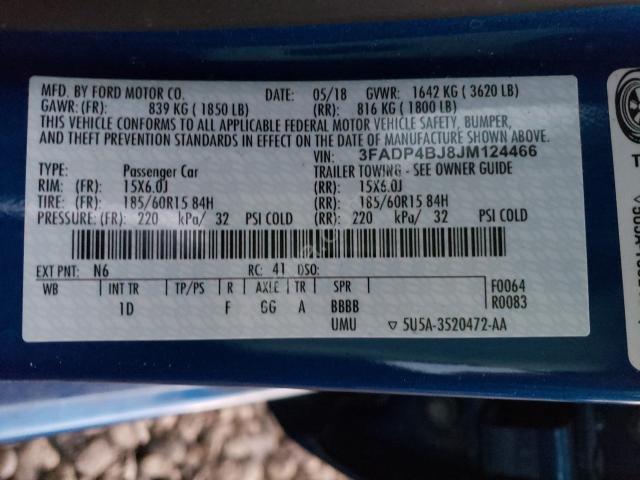 MFD. BY FORD MOTOR CO. DATE: 05/18 GVWR: 1642 KG ( 3620 LB)
GAWR: (FR): 839 KG ( 1850 LB) (RR): 816 KG ( 1800 LB)
THIS VEHICLE CONFORMS TO ALL APPLICABLE FEDERAL MOTOR VEHICLE SAFETY, BUMPER,
AND THEFT PREVENTION STANDARDS IN EFFECT ON THE DATE OF MANUFACTURE SHOWN ABOVE.
VIN: 3FADP4BJ8JM124466
TYPE: Passenger Car TRAILER TOWING - SEE OWNER GUIDE
RIM: (FR): 15X6.0J (RR): 15X6.0J
TIRE: (FR): 185/60R15 84H (RR): 185/60R15 84H
PRESSURE: (FR): 220 kPa/ 32 PSI COLD (RR): 220 kPa/ 32 PSI COLD
EXT PNT: N6 RC: 41 DSO:
WB INT TR TP/PS R AXLE TR SPR F0064
1D F GG A BBBB R0083
UMU ▽ 5U5A-3520472-AA